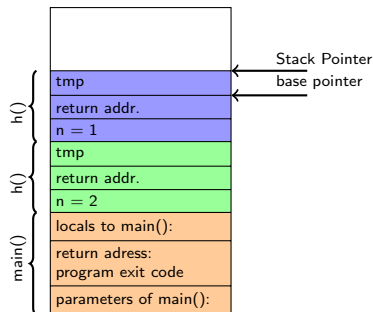 Stack Pointer
tmp
base pointer
return addr.
n = 1
h()
tmp
return addr.
n = 2
h()
locals to main():
return adress:
program exit code
parameters of main():
main()